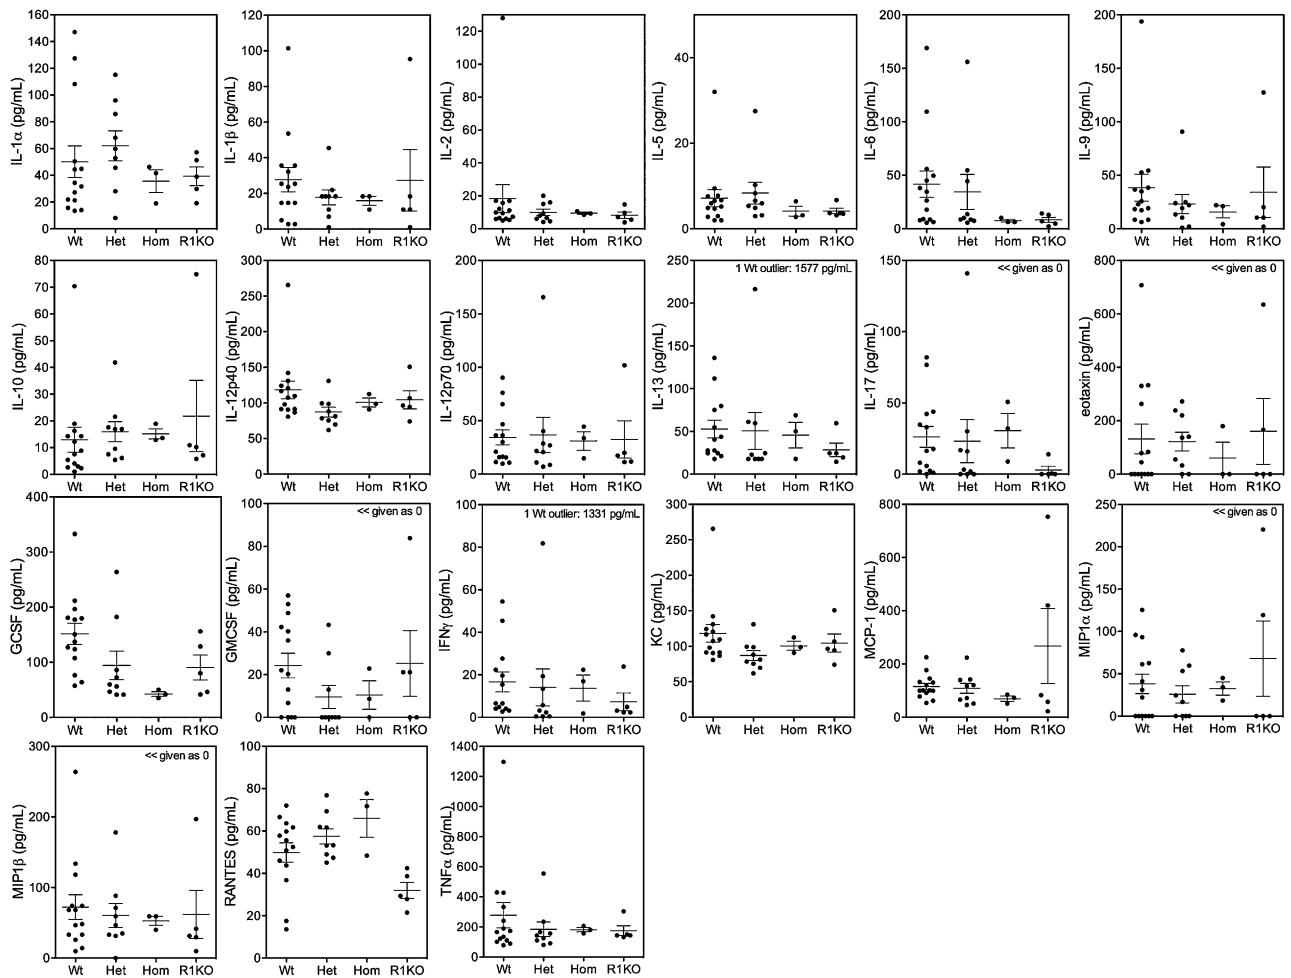 IL-1α (pg/mL)
160
140
120
100
80
60
40
20
0
Wt Het Hom R1KO
IL-1β (pg/mL)
120
100
80
60
40
20
0
Wt Het Hom R1KO
IL-2 (pg/mL)
120
100
80
60
40
20
0
Wt Het Hom R1KO
IL-5 (pg/mL)
40
20
0
Wt Het Hom R1KO
IL-6 (pg/mL)
200
150
100
50
0
Wt Het Hom R1KO
IL-9 (pg/mL)
200
150
100
50
0
Wt Het Hom R1KO
IL-10 (pg/mL)
80
70
60
50
40
30
20
10
0
Wt Het Hom R1KO
IL-12p40 (pg/mL)
300
250
200
150
100
50
0
Wt Het Hom R1KO
IL-12p70 (pg/mL)
200
150
100
50
0
Wt Het Hom R1KO
1 Wt outlier: 1577 pg/mL
IL-13 (pg/mL)
250
200
150
100
50
0
Wt Het Hom R1KO
<< given as 0
IL-17 (pg/mL)
150
100
50
0
Wt Het Hom R1KO
<< given as 0
eotaxin (pg/mL)
800
600
400
200
0
Wt Het Hom R1KO
GCSF (pg/mL)
400
300
200
100
0
Wt Het Hom R1KO
<< given as 0
GMCSF (pg/mL)
100
80
60
40
20
0
Wt Het Hom R1KO
1 Wt outlier: 1331 pg/mL
IFNγ (pg/mL)
100
80
60
40
20
0
Wt Het Hom R1KO
KC (pg/mL)
300
250
200
150
100
50
0
Wt Het Hom R1KO
MCP-1 (pg/mL)
800
600
400
200
0
Wt Het Hom R1KO
<< given as 0
MIP1α (pg/mL)
250
200
150
100
50
0
Wt Het Hom R1KO
<< given as 0
MIP1β (pg/mL)
300
200
100
0
Wt Het Hom R1KO
RANTES (pg/mL)
100
80
60
40
20
0
Wt Het Hom R1KO
TNFα (pg/mL)
1400
1200
1000
800
600
400
200
0
Wt Het Hom R1KO